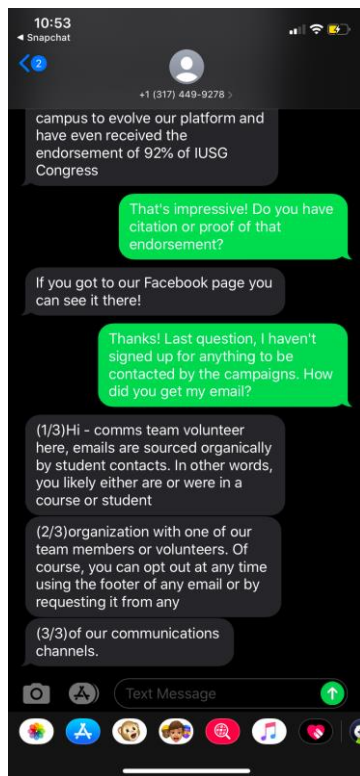 10:53
◀ Snapchat
2
+1 (317) 449-9278 >
campus to evolve our platform and
have even received the
endorsement of 92% of IUSG
Congress
That's impressive! Do you have
citation or proof of that
endorsement?
If you got to our Facebook page you
can see it there!
Thanks! Last question, I haven't
signed up for anything to be
contacted by the campaigns. How
did you get my email?
(1/3)Hi - comms team volunteer
here, emails are sourced organically
by student contacts. In other words,
you likely either are or were in a
course or student
(2/3)organization with one of our
team members or volunteers. Of
course, you can opt out at any time
using the footer of any email or by
requesting it from any
(3/3)of our communications
channels.
Text Message